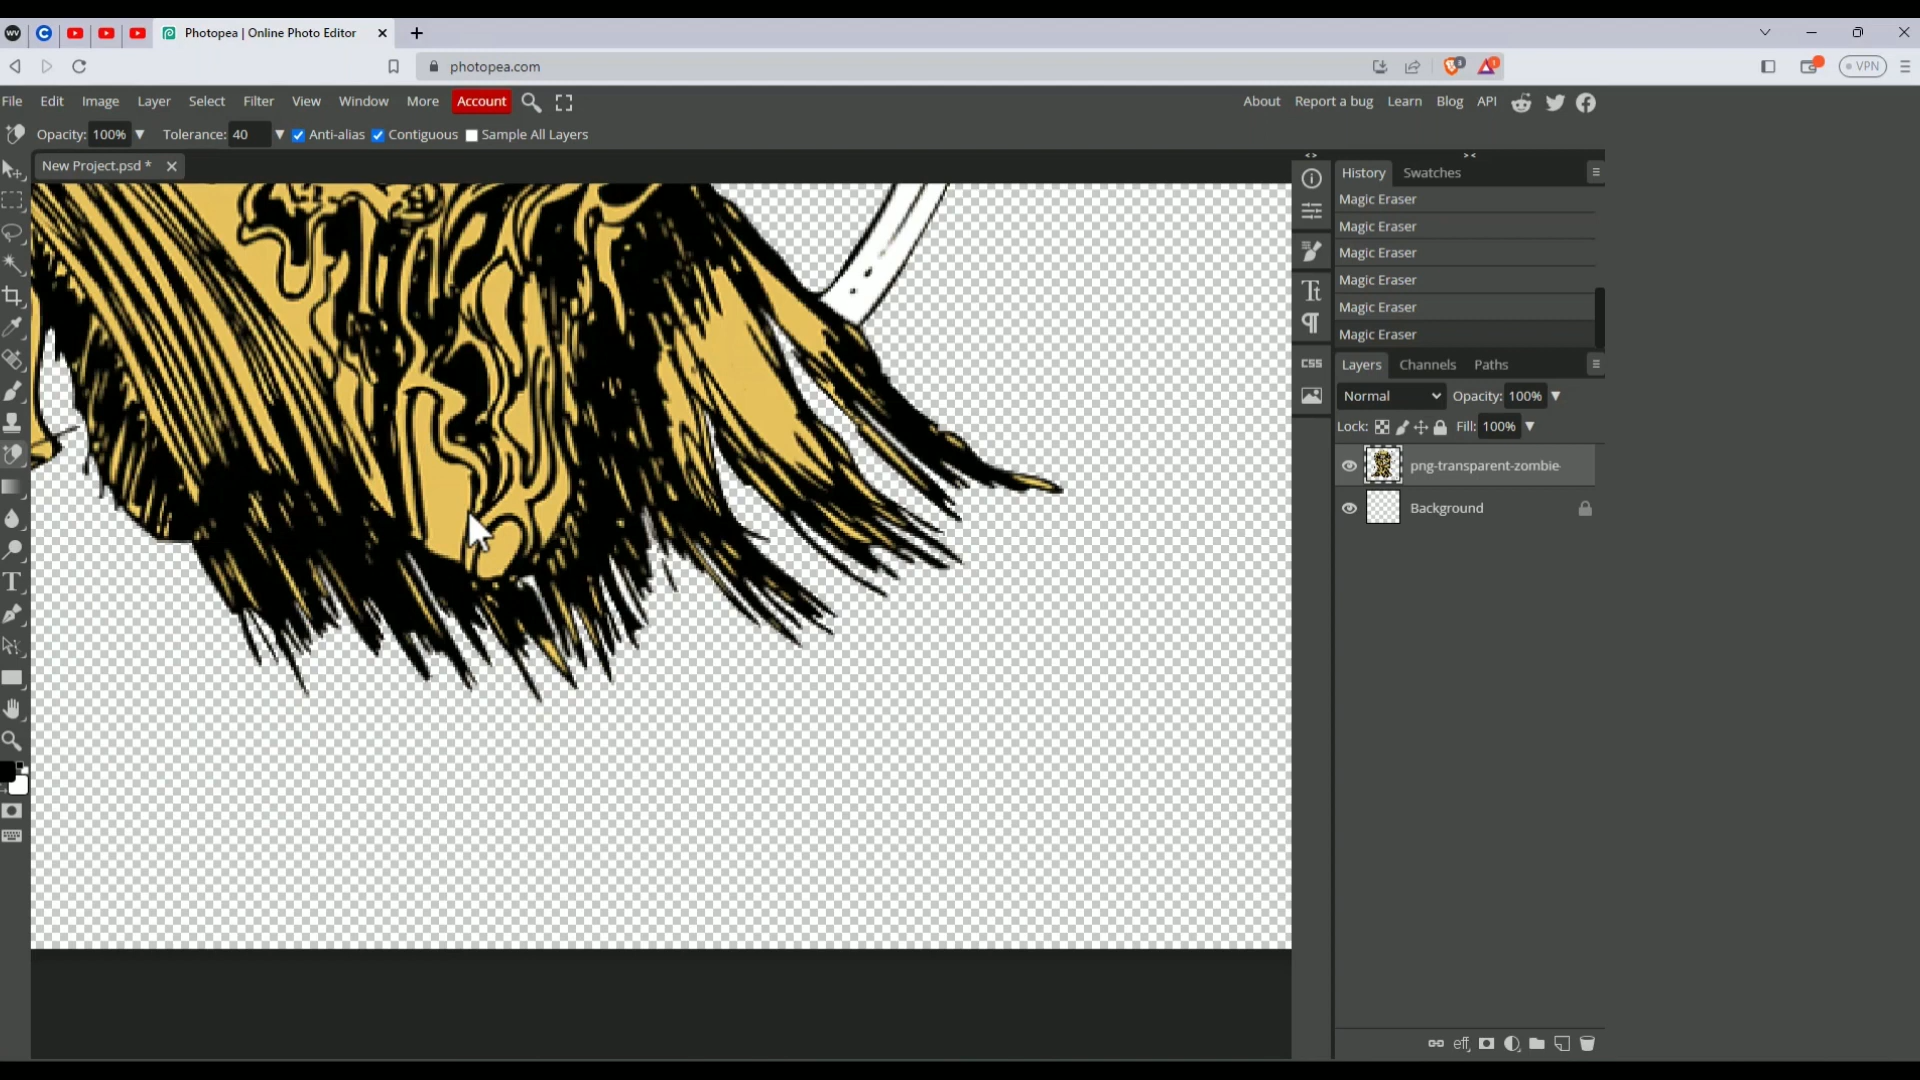 Photopea | Online Photo Editor
photopea.com
VPN
File Edit Image Layer Select Filter View Window More Account
About Report a bug Learn Blog API
Opacity: 100% Tolerance: 40 Anti-alias Contiguous Sample All Layers
New Project.psd *
History Swatches
Magic Eraser
Magic Eraser
Magic Eraser
Magic Eraser
Magic Eraser
Magic Eraser
Layers Channels Paths
Normal Opacity: 100%
Lock: Fill: 100%
png-transparent-zombie
Background
CSS
eff